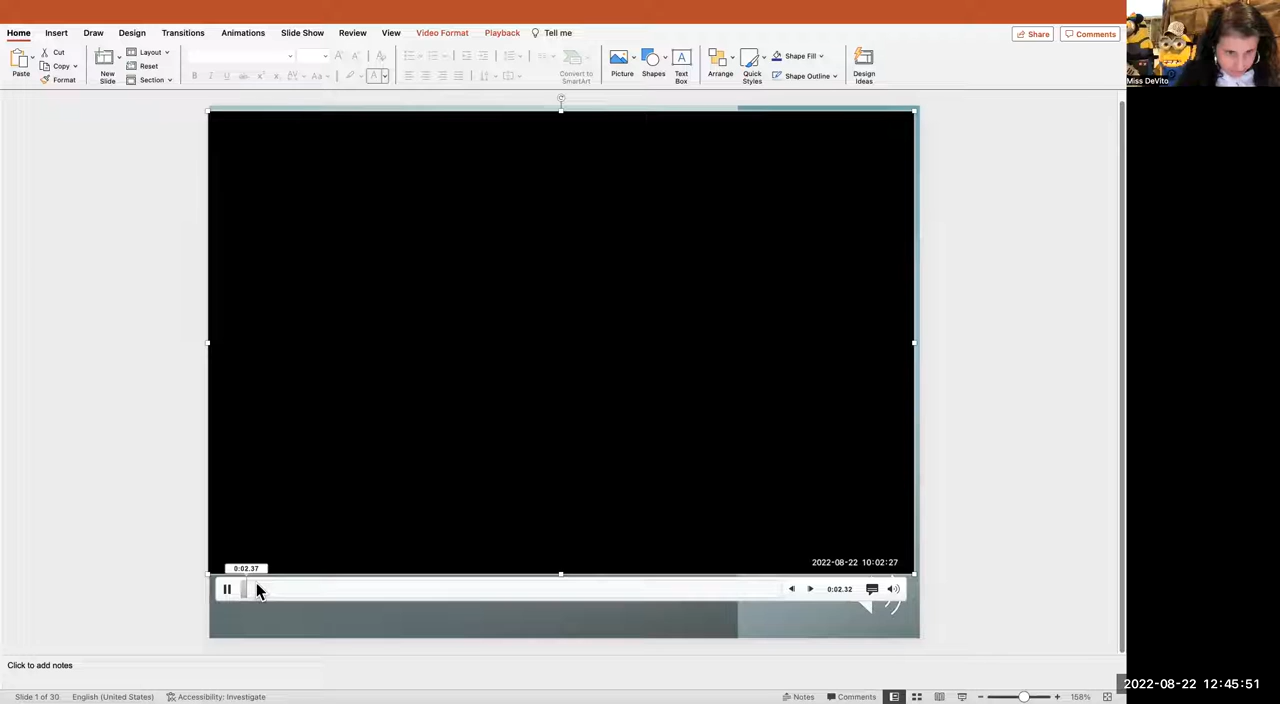 Home Insert Draw Design Transitions Animations Slide Show Review View Video Format Playback Tell me Share Comments
Paste Cut Copy Format New Slide Layout Reset Section Convert to SmartArt Picture Shapes Text Box Arrange Quick Styles Shape Fill Shape Outline Design Ideas
Miss DeVito
2022-08-22 10:02:27
0:02.37
0:02.32
Click to add notes
2022-08-22 12:45:51
Slide 1 of 30 English (United States) Accessibility: Investigate Notes Comments 158%